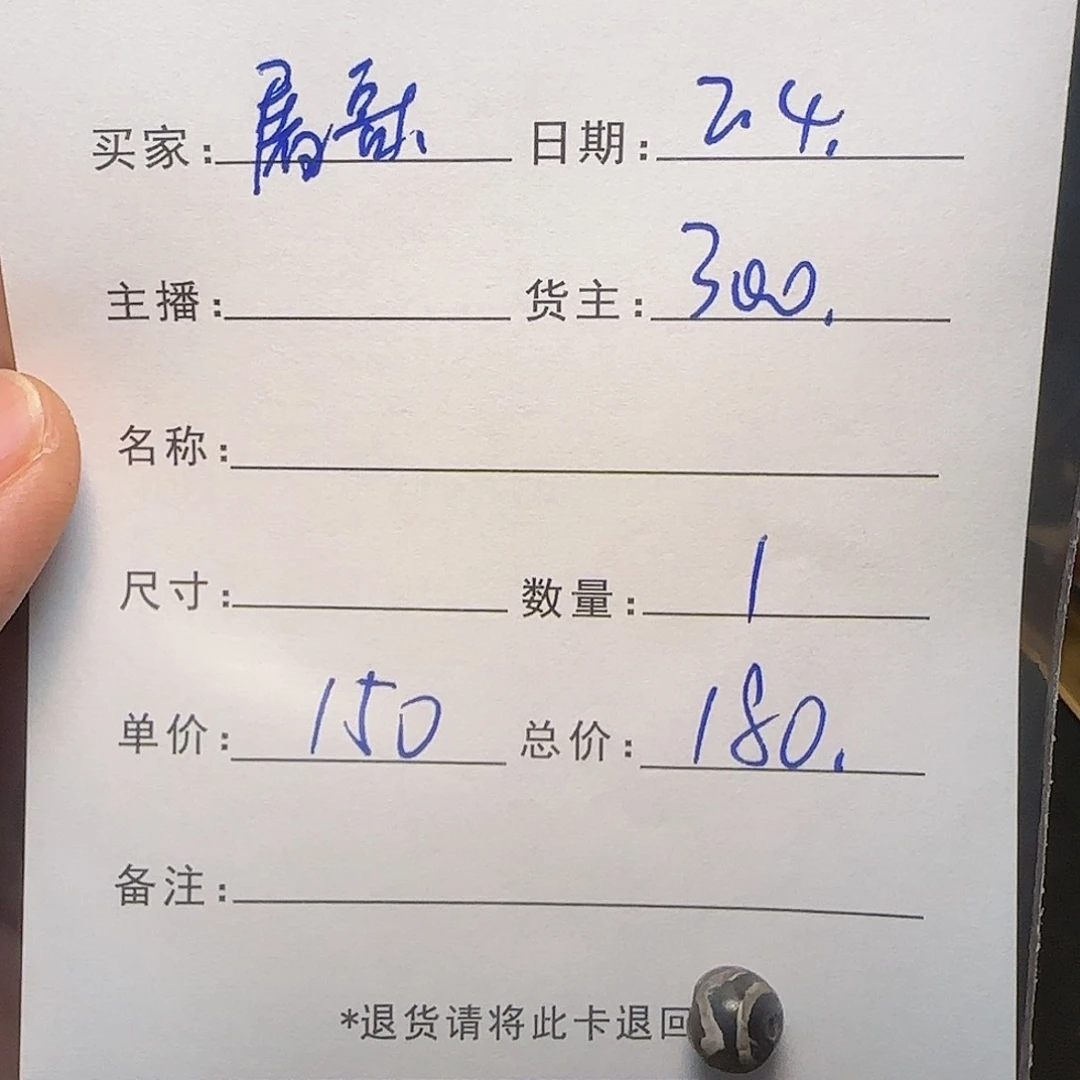 买家: 日期:2.4.
主播: 货主:300.
名称:
尺寸: 数量:1
单价:150 总价:180.
备注:
*退货请将此卡退回